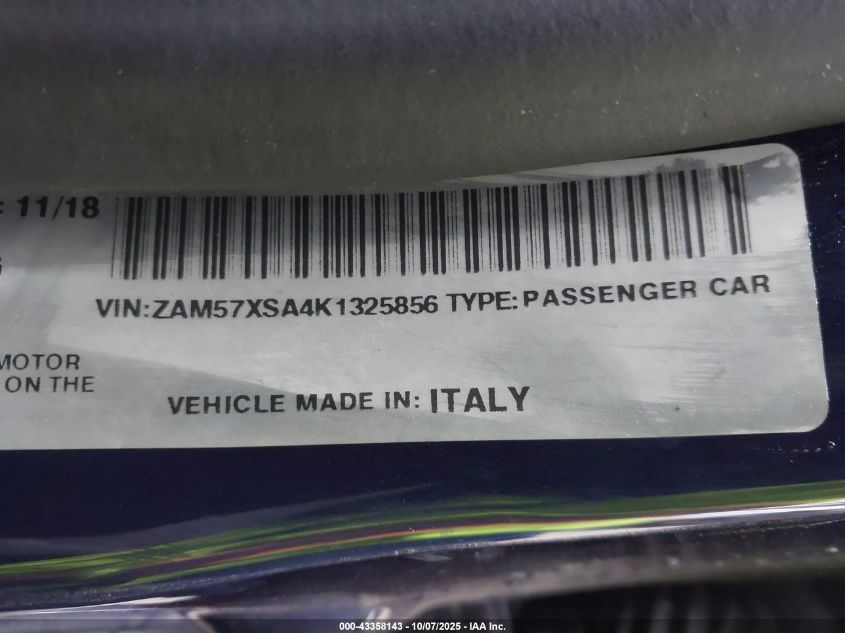 : 11/18
G
VIN:ZAM57XSA4K1325856 TYPE:PASSENGER CAR
MOTOR
ON THE
VEHICLE MADE IN: ITALY
000-43358143 - 10/07/2025 - IAA Inc.